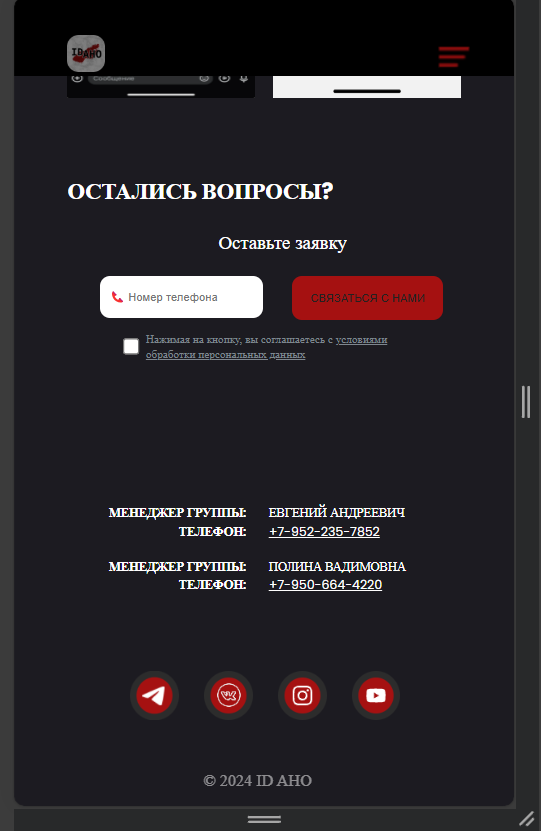 ID AHO
Сообщение
ОСТАЛИСЬ ВОПРОСЫ?
Оставьте заявку
Номер телефона
СВЯЗАТЬСЯ С НАМИ
Нажимая на кнопку, вы соглашаетесь с условиями
обработки персональных данных
МЕНЕДЖЕР ГРУППЫ: ЕВГЕНИЙ АНДРЕЕВИЧ
ТЕЛЕФОН: +7-952-235-7852
МЕНЕДЖЕР ГРУППЫ: ПОЛИНА ВАДИМОВНА
ТЕЛЕФОН: +7-950-664-4220
© 2024 ID AHO